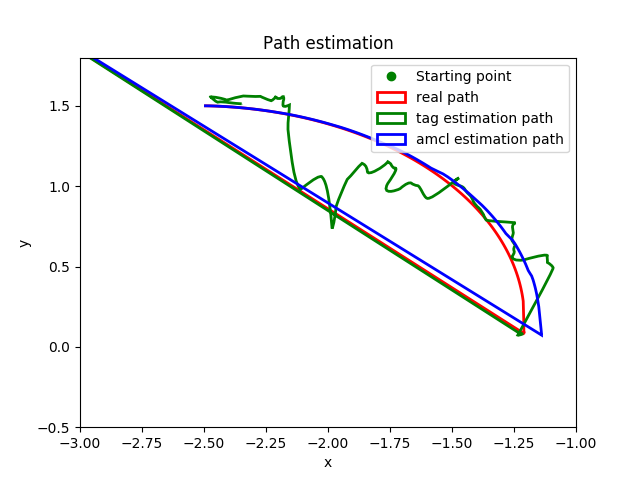 Path estimation
Starting point
real path
tag estimation path
amcl estimation path
y
1.5
1.0
0.5
0.0
−0.5
−3.00 −2.75 −2.50 −2.25 −2.00 −1.75 −1.50 −1.25 −1.00
x